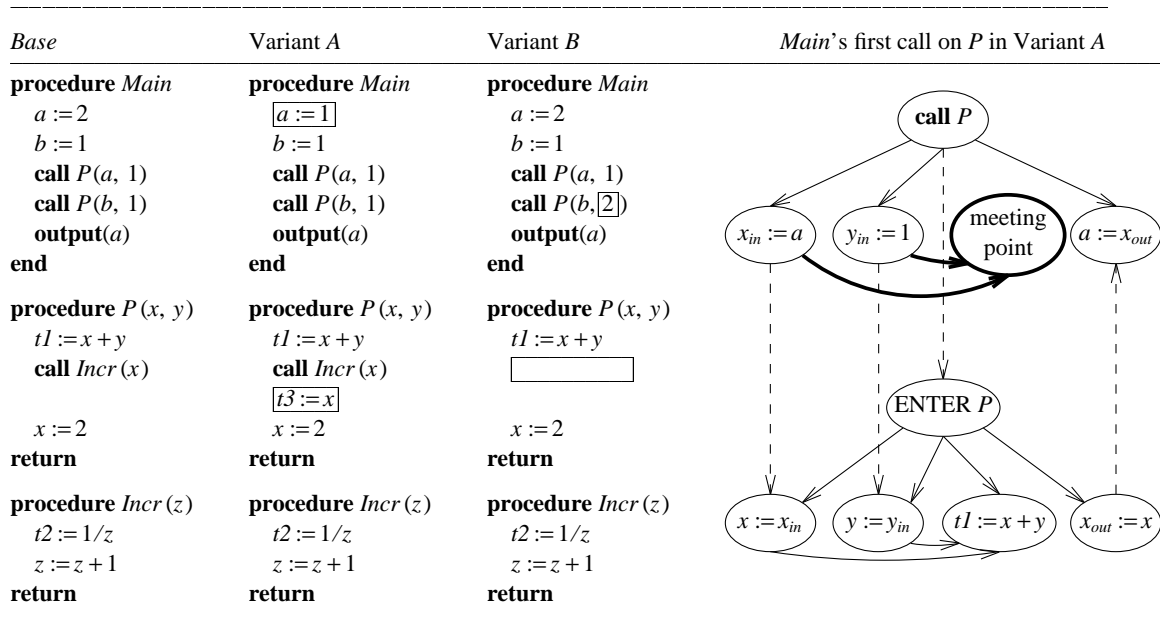 Base Variant A Variant B Main's first call on P in Variant A
procedure Main procedure Main procedure Main
a := 2 a := 1 a := 2
b := 1 b := 1 b := 1
call P(a, 1) call P(a, 1) call P(a, 1)
call P(b, 1) call P(b, 1) call P(b, 2)
output(a) output(a) output(a)
end end end
procedure P(x, y) procedure P(x, y) procedure P(x, y)
t1 := x + y t1 := x + y t1 := x + y
call Incr(x) call Incr(x)
t3 := x
x := 2 x := 2 x := 2
return return return
procedure Incr(z) procedure Incr(z) procedure Incr(z)
t2 := 1/z t2 := 1/z t2 := 1/z
z := z + 1 z := z + 1 z := z + 1
return return return
call P
x_in := a y_in := 1 meeting a := x_out
point
ENTER P
x := x_in y := y_in t1 := x + y x_out := x